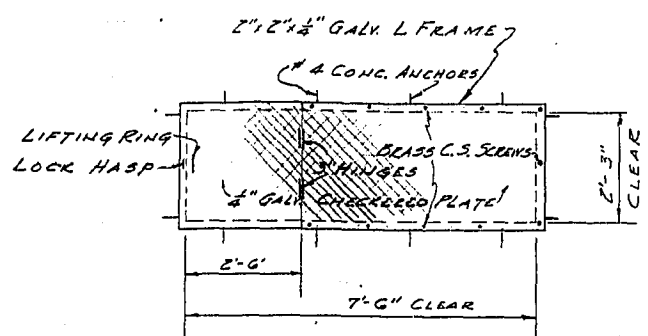 2"x2"x¼" GALV. L FRAME
#4 CONC. ANCHORS
LIFTING RING
LOCK HASP
BRASS C.S. SCREWS
3" HINGES
¼" GALV. CHECKERED PLATE
2'-3" CLEAR
2'-6"
7'-6" CLEAR